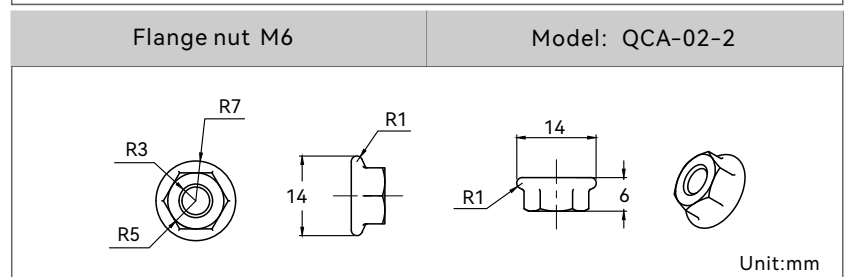 Flange nut M6
Model: QCA-02-2
R7
R3
R5
R1
14
14
R1
6
Unit:mm